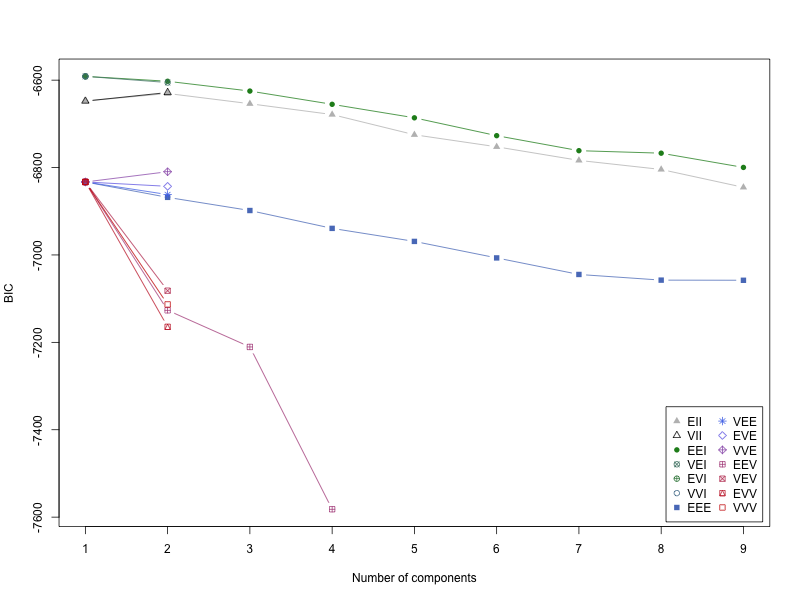 BIC
-6600
-6800
-7000
-7200
-7400
-7600
EII VEE
VII EVE
EEI VVE
VEI EEV
EVI VEV
VVI EVV
EEE VVV
1 2 3 4 5 6 7 8 9
Number of components